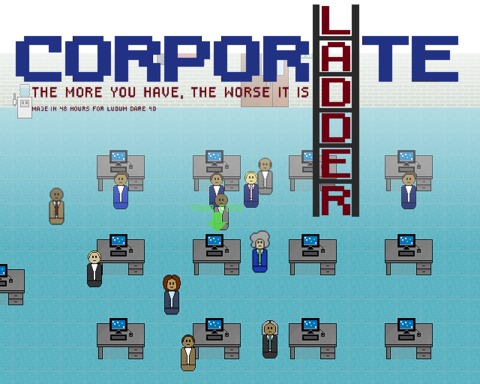 CORPORATE
LADDER
THE MORE YOU HAVE, THE WORSE IT IS
MADE IN 48 HOURS FOR LUDUM DARE 40